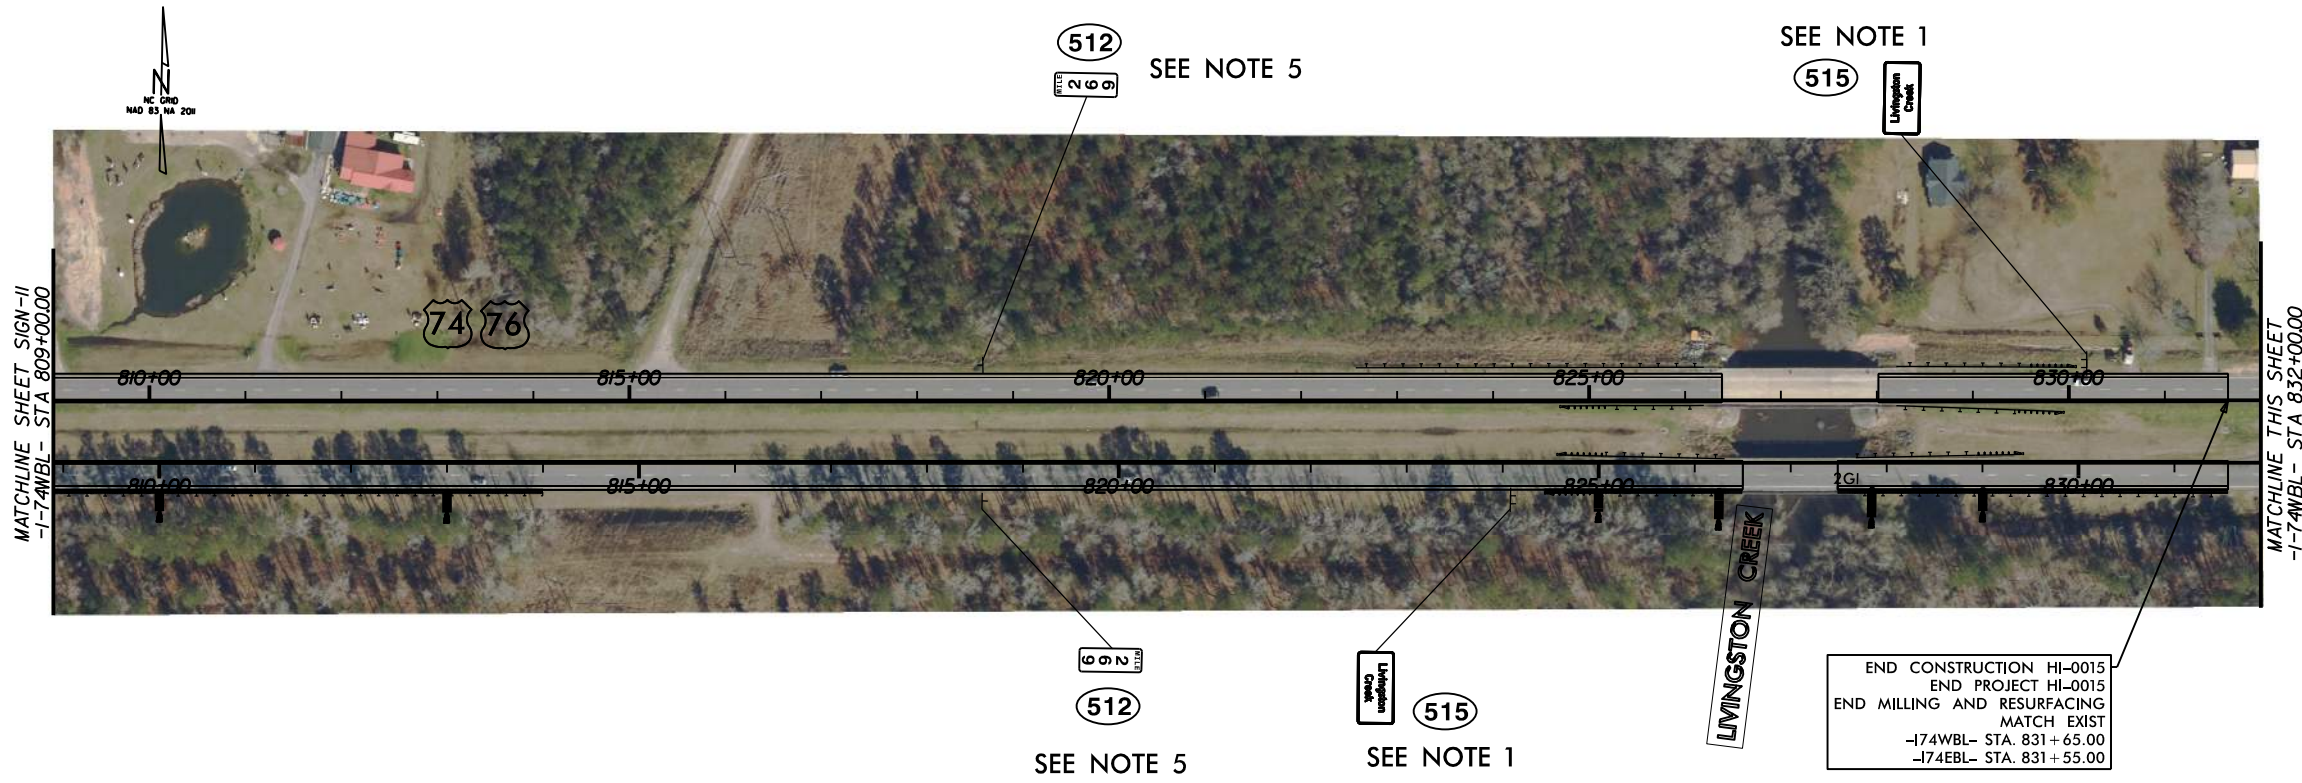 N
NC GRID
NAD 83 NA 2011
512
MILE
269
SEE NOTE 5
SEE NOTE 1
515
Livingston
Creek
MATCHLINE SHEET SIGN-11
-I-74WBL- STA 809+00.00
74 76
810+00 815+00 820+00 825+00 830+00
810+00 815+00 820+00 825+00 2GI 830+00
MATCHLINE THIS SHEET
-I-74WBL- STA 832+00.00
LIVINGSTON CREEK
MILE
269
512
SEE NOTE 5
Livingston
Creek
515
SEE NOTE 1
END CONSTRUCTION HI-0015
END PROJECT HI-0015
END MILLING AND RESURFACING
MATCH EXIST
-I74WBL- STA. 831+65.00
-I74EBL- STA. 831+55.00